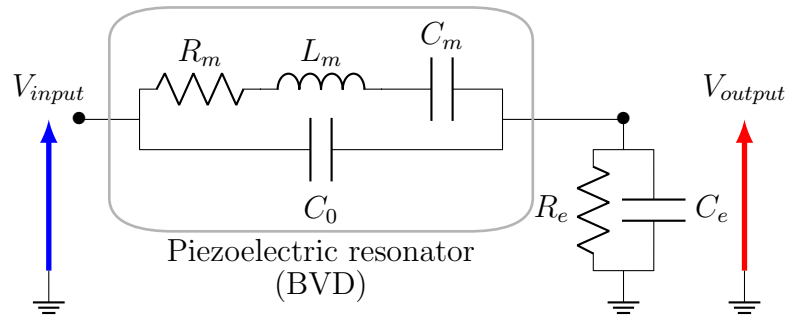 C_m
R_m
L_m
V_input
V_output
C_0
R_e
C_e
Piezoelectric resonator
(BVD)